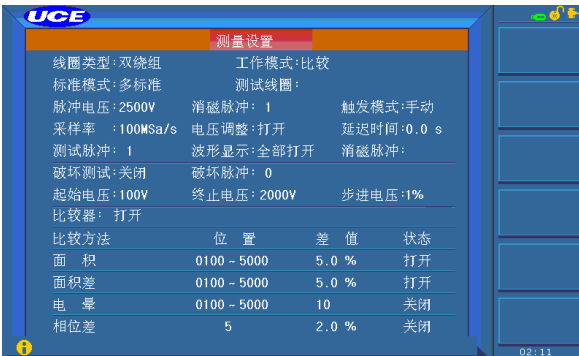 UCE
测量设置
线圈类型:双绕组 工作模式:比较
标准模式:多标准 测试线圈:
脉冲电压:2500V 消磁脉冲: 1 触发模式:手动
采样率 :100MSa/s 电压调整:打开 延迟时间:0.0 s
测试脉冲: 1 波形显示:全部打开 消磁脉冲:
破坏测试:关闭 破坏脉冲: 0
起始电压:100V 终止电压: 2000V 步进电压:1%
比较器: 打开
比较方法 位 置 差 值 状态
面 积 0100 ~ 5000 5.0 % 打开
面积差 0100 ~ 5000 5.0 % 打开
电 晕 0100 ~ 5000 10 关闭
相位差 5 2.0 % 关闭
02:11